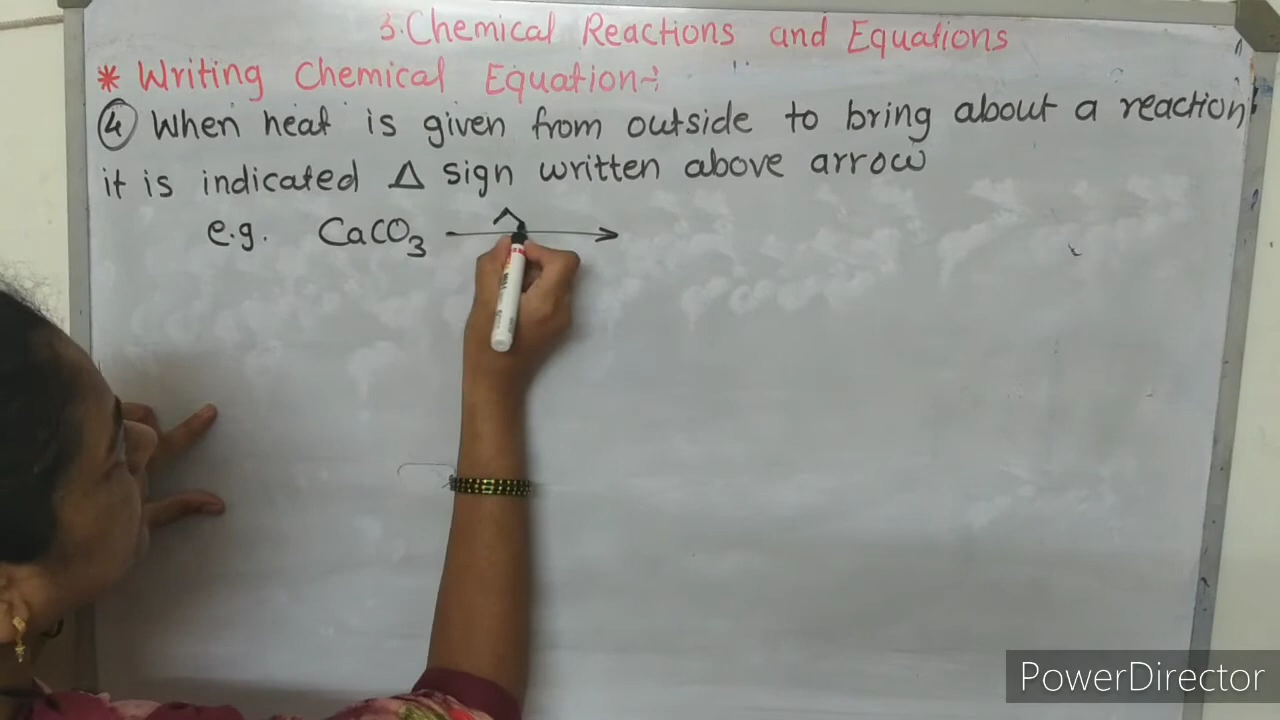 3. Chemical Reactions and Equations
* Writing Chemical Equation:-
④ When heat is given from outside to bring about a reaction
it is indicated Δ sign written above arrow
e.g. CaCO₃ ⟶
PowerDirector